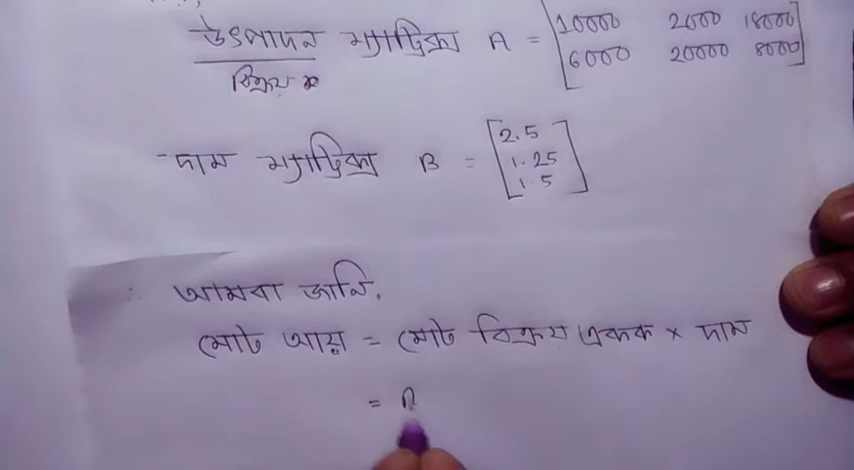 উৎপাদন ম্যাট্রিক্স A = [10000 2000 18000
6000 20000 8000]
বিক্রয়
দাম ম্যাট্রিক্স B = [2.5
1.25
1.5]
আমরা জানি,
মোট আয় = মোট বিক্রয় একক × দাম
= A